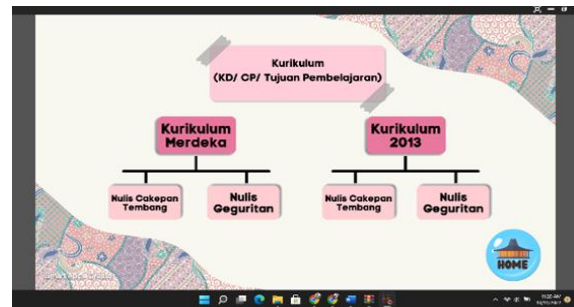 Kurikulum
(KD/ CP/ Tujuan Pembelajaran)
Kurikulum
Merdeka
Kurikulum
2013
Nulis Cakepan
Tembang
Nulis
Geguritan
Nulis Cakepan
Tembang
Nulis
Geguritan
HOME